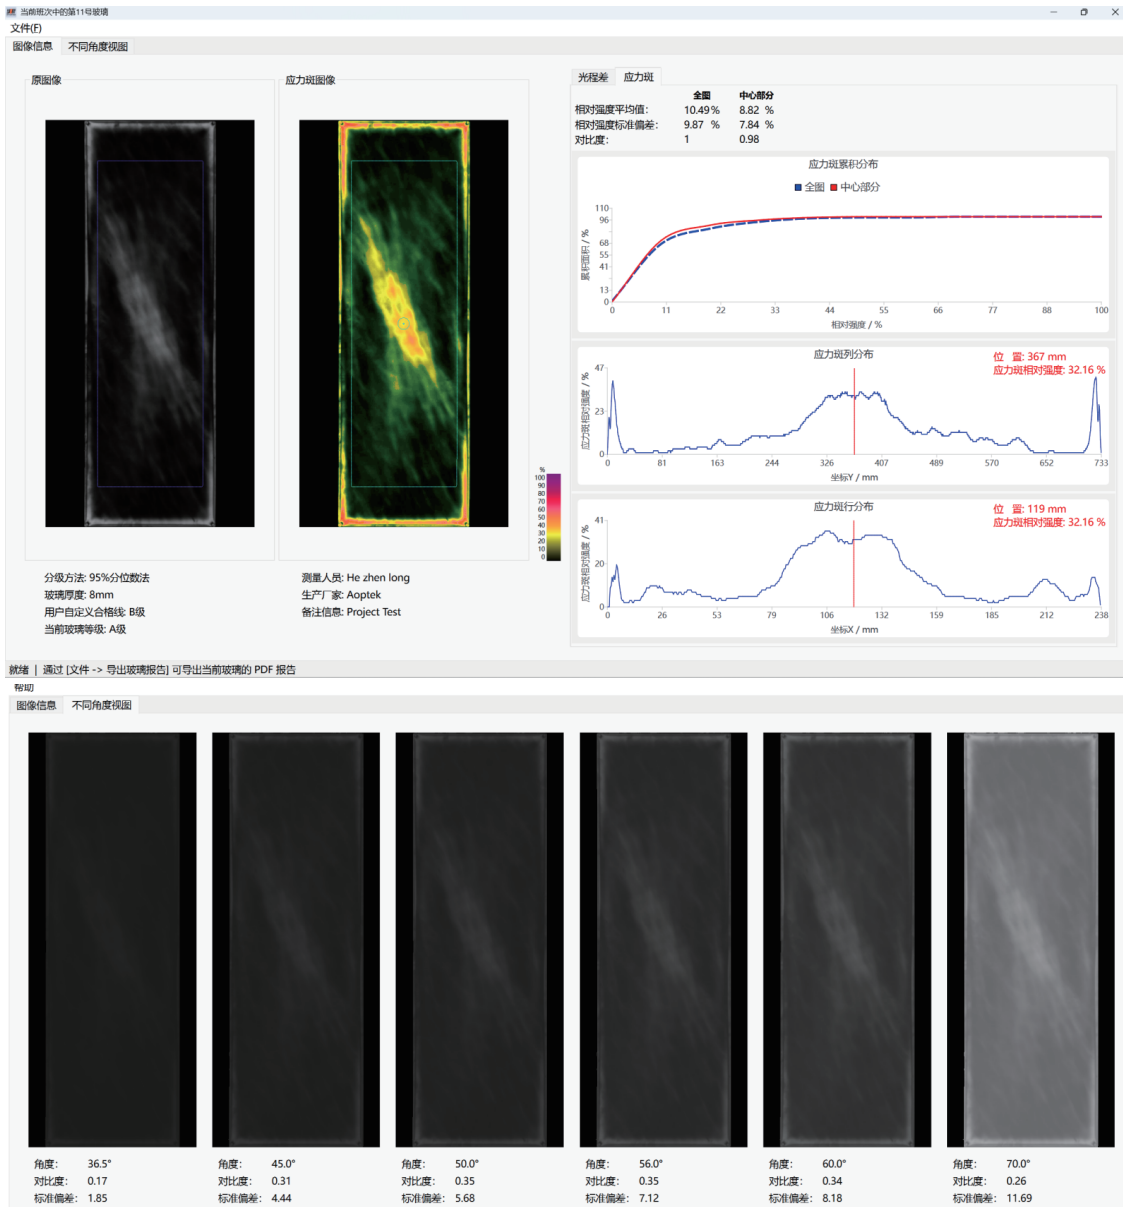 当前班次中的第11号玻璃
文件(F)
图像信息 不同角度视图
原图像
应力斑图像
% 
100
90
80
70
60
50
40
30
20
10
0
分级方法: 95%分位数法
玻璃厚度: 8mm
用户自定义合格线: B级
当前玻璃等级: A级
测量人员: He zhen long
生产厂家: Aoptek
备注信息: Project Test
光程差 应力斑
全图 中心部分
相对强度平均值: 10.49% 8.82 %
相对强度标准偏差: 9.87 % 7.84 %
对比度: 1 0.98
应力斑累积分布
全图 中心部分
累积面积 / %
110
96
68
55
41
13
0
0 11 22 33 44 55 66 77 88 100
相对强度 / %
应力斑列分布
位 置: 367 mm
应力斑相对强度: 32.16 %
应力斑相对强度 / %
47
23
0
0 81 163 244 326 407 489 570 652 733
坐标Y / mm
应力斑行分布
位 置: 119 mm
应力斑相对强度: 32.16 %
应力斑相对强度 / %
41
20
0
0 26 53 79 106 132 159 185 212 238
坐标X / mm
就绪 | 通过 [文件 -> 导出玻璃报告] 可导出当前玻璃的 PDF 报告
帮助
图像信息 不同角度视图
角度: 36.5° 角度: 45.0° 角度: 50.0° 角度: 56.0° 角度: 60.0° 角度: 70.0°
对比度: 0.17 对比度: 0.31 对比度: 0.35 对比度: 0.35 对比度: 0.34 对比度: 0.26
标准偏差: 1.85 标准偏差: 4.44 标准偏差: 5.68 标准偏差: 7.12 标准偏差: 8.18 标准偏差: 11.69